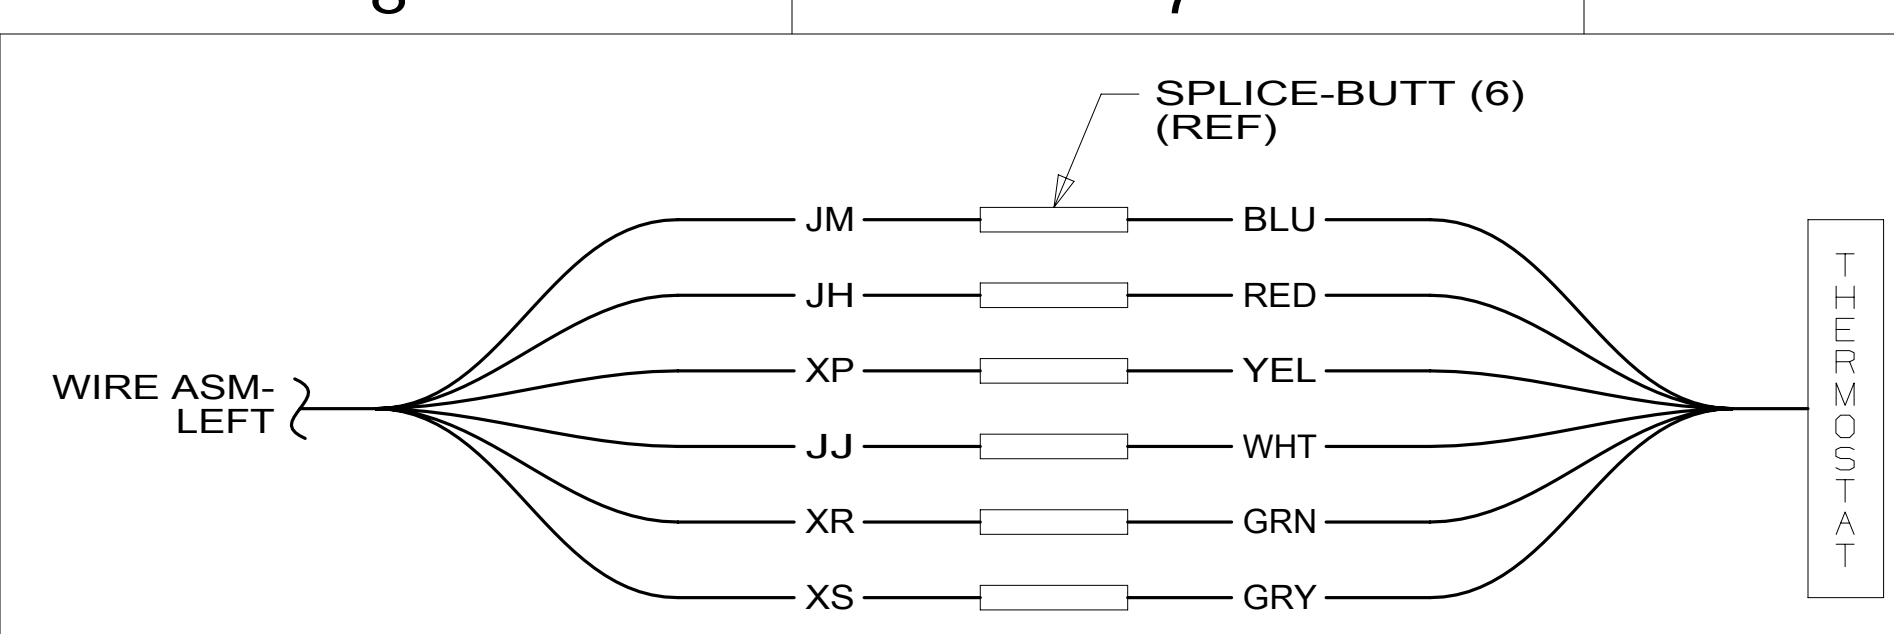 SPLICE-BUTT (6)
(REF)
JM BLU
JH RED
XP YEL
WIRE ASM-
LEFT
JJ WHT
XR GRN
XS GRY
THERMOSTAT